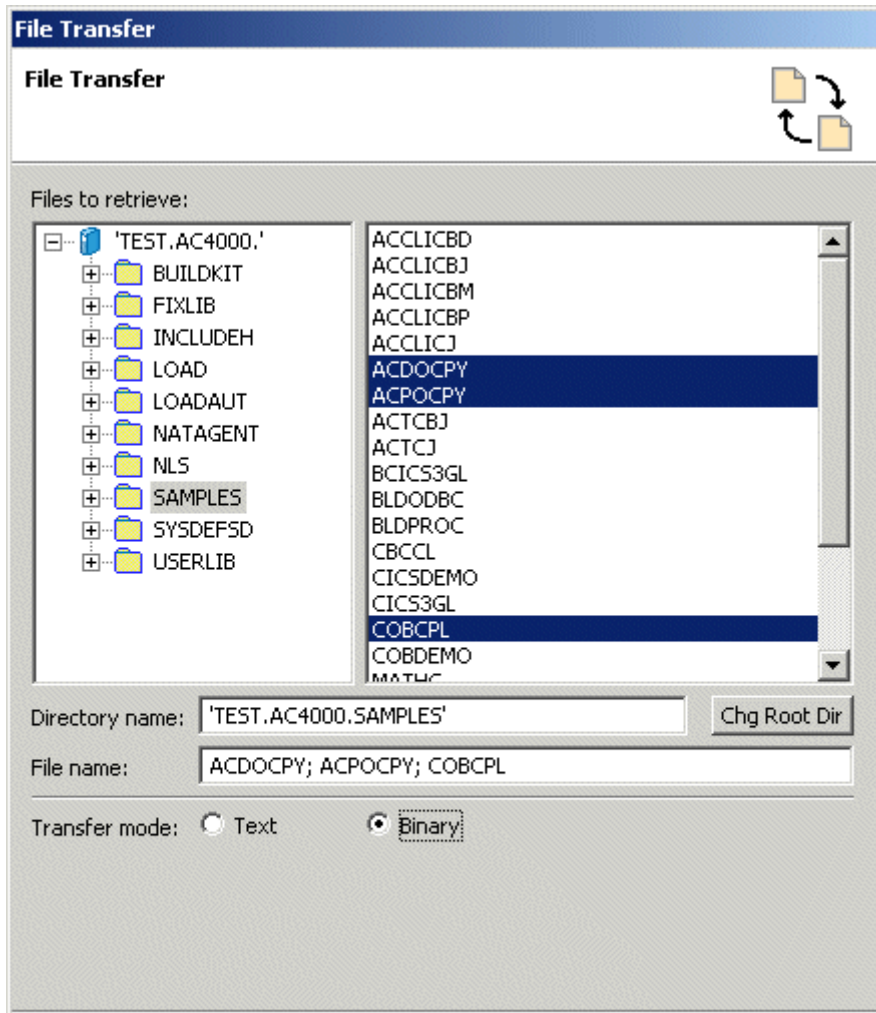 File Transfer
File Transfer
Files to retrieve:
'TEST.AC4000.'
BUILDKIT
FIXLIB
INCLUDEH
LOAD
LOADAUT
NATAGENT
NLS
SAMPLES
SYSDEFSD
USERLIB
ACCLICBD
ACCLICBJ
ACCLICBM
ACCLICBP
ACCLICJ
ACDOCPY
ACPOCPY
ACTCBJ
ACTCJ
BCICS3GL
BLDODBC
BLDPROC
CBCCL
CICSDEMO
CICS3GL
COBCPL
COBDEMO
MATHC
Directory name: 'TEST.AC4000.SAMPLES' Chg Root Dir
File name: ACDOCPY; ACPOCPY; COBCPL
Transfer mode: Text Binary